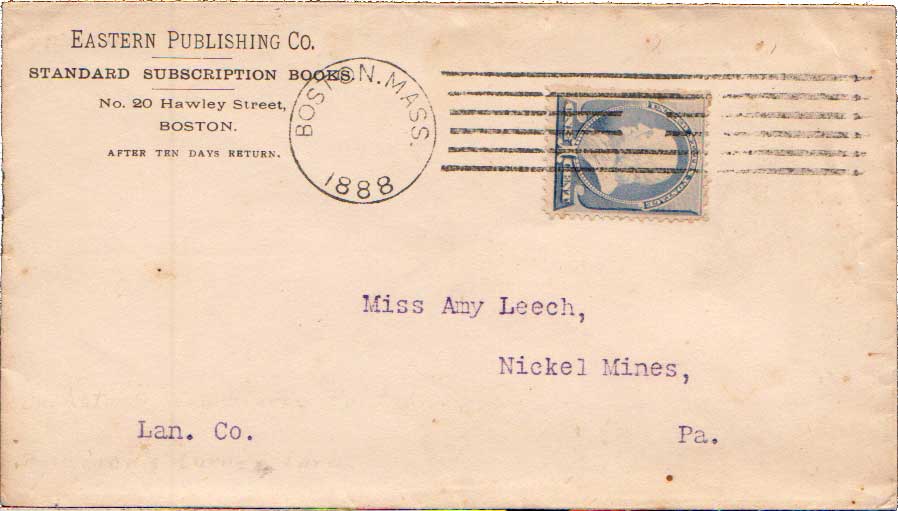 EASTERN PUBLISHING CO.
STANDARD SUBSCRIPTION BOOKS.
No. 20 Hawley Street,
BOSTON.
AFTER TEN DAYS RETURN.
BOSTON. MASS.
1888
Miss Amy Leech,
Nickel Mines,
Lan. Co. Pa.